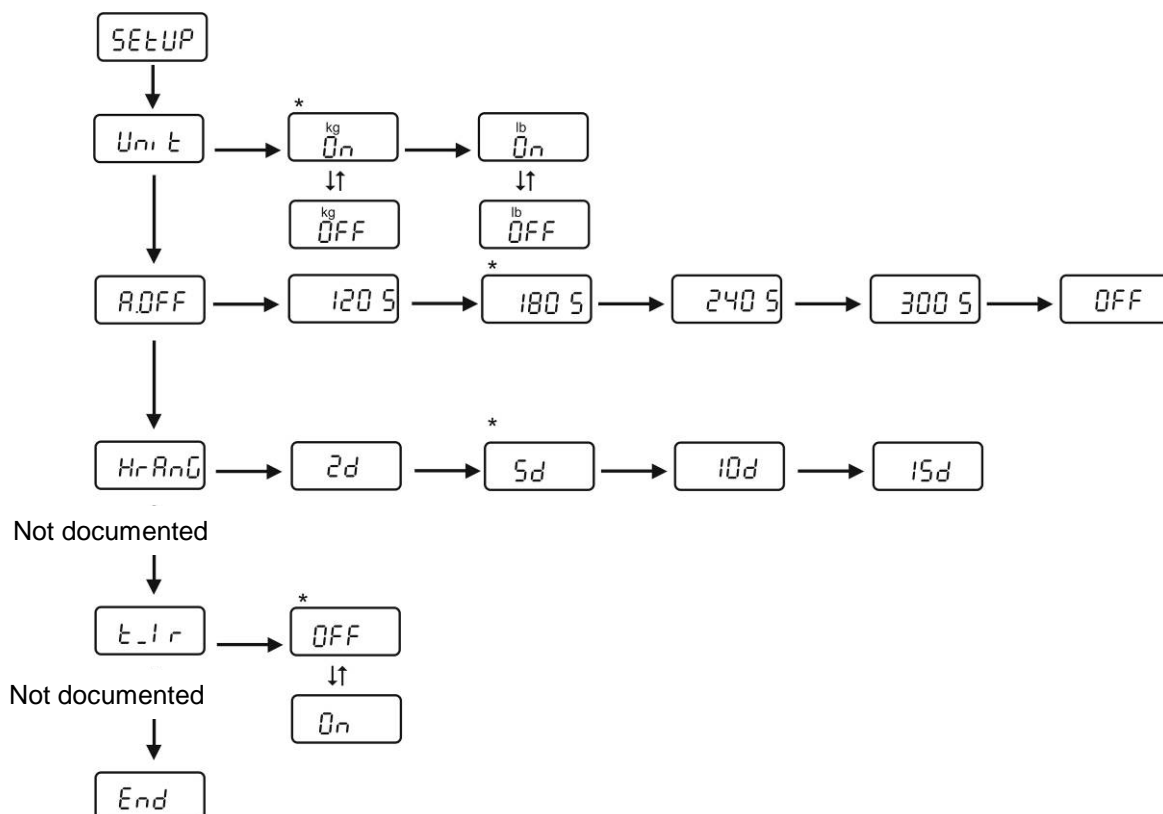 SEtUP
*
Unit
kg
On
lb
On
↓↑
↓↑
kg
OFF
lb
OFF
*
A.OFF
120 S
180 S
240 S
300 S
OFF
*
HrAnG
2d
5d
10d
15d
Not documented
*
t_Ir
OFF
↓↑
Not documented
On
End